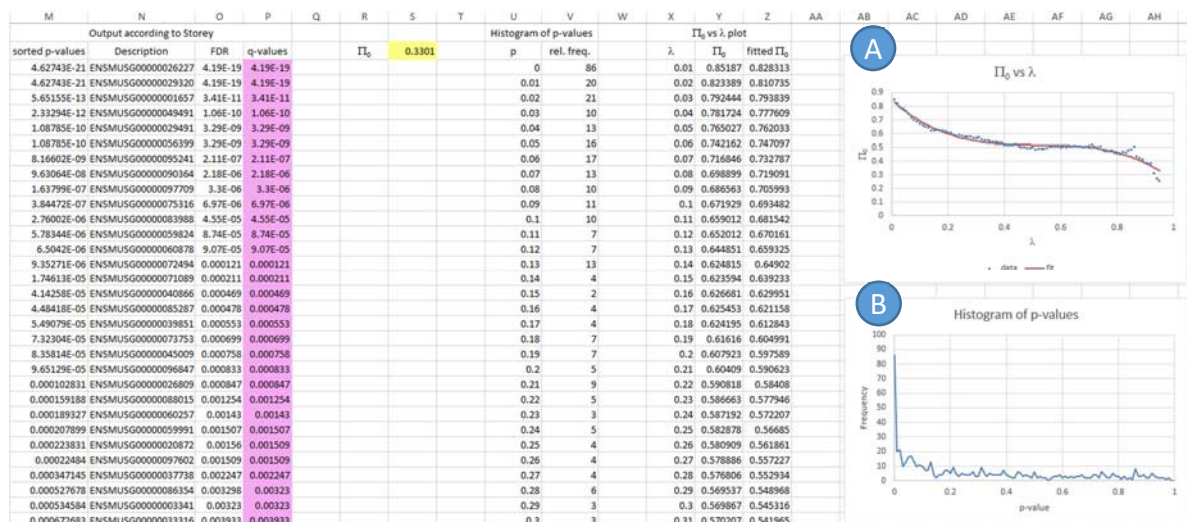 M N O P Q R S T U V W X Y Z AA AB AC AD AE AF AG AH
Output according to Storey Histogram of p-values Π₀ vs λ plot
sorted p-values Description FDR q-values Π₀ 0.3301 p rel. freq. λ Π₀ fitted Π₀
4.62743E-21 ENSMUSG00000026227 4.19E-19 4.19E-19 0 86 0.01 0.85187 0.828313
4.62743E-21 ENSMUSG00000029320 4.19E-19 4.19E-19 0.01 20 0.02 0.823389 0.810735
5.65155E-13 ENSMUSG00000001657 3.41E-11 3.41E-11 0.02 21 0.03 0.792444 0.793839
2.33294E-12 ENSMUSG00000049491 1.06E-10 1.06E-10 0.03 10 0.04 0.781724 0.777609
1.08785E-10 ENSMUSG00000029491 3.29E-09 3.29E-09 0.04 13 0.05 0.765027 0.762033
1.08785E-10 ENSMUSG00000056399 3.29E-09 3.29E-09 0.05 16 0.06 0.742162 0.747097
8.16602E-09 ENSMUSG00000095241 2.11E-07 2.11E-07 0.06 17 0.07 0.716846 0.732787
9.63064E-08 ENSMUSG00000090364 2.18E-06 2.18E-06 0.07 13 0.08 0.698899 0.719091
1.63799E-07 ENSMUSG00000097709 3.3E-06 3.3E-06 0.08 10 0.09 0.686563 0.705993
3.84472E-07 ENSMUSG00000075316 6.97E-06 6.97E-06 0.09 11 0.1 0.671929 0.693482
2.76002E-06 ENSMUSG00000083988 4.55E-05 4.55E-05 0.1 10 0.11 0.659012 0.681542
5.78344E-06 ENSMUSG00000059824 8.74E-05 8.74E-05 0.11 7 0.12 0.652012 0.670161
6.5042E-06 ENSMUSG00000060878 9.07E-05 9.07E-05 0.12 7 0.13 0.644851 0.659325
9.35271E-06 ENSMUSG00000072494 0.000121 0.000121 0.13 13 0.14 0.624815 0.64902
1.74613E-05 ENSMUSG00000071089 0.000211 0.000211 0.14 4 0.15 0.623594 0.639233
4.14258E-05 ENSMUSG00000040866 0.000469 0.000469 0.15 2 0.16 0.626681 0.629951
4.48418E-05 ENSMUSG00000085287 0.000478 0.000478 0.16 4 0.17 0.625453 0.621158
5.49079E-05 ENSMUSG00000039851 0.000553 0.000553 0.17 4 0.18 0.624195 0.612843
7.32304E-05 ENSMUSG00000073753 0.000699 0.000699 0.18 7 0.19 0.61616 0.604991
8.35814E-05 ENSMUSG00000045009 0.000758 0.000758 0.19 7 0.2 0.607923 0.597589
9.65129E-05 ENSMUSG00000096847 0.000833 0.000833 0.2 5 0.21 0.60409 0.590623
0.000102831 ENSMUSG00000026809 0.000847 0.000847 0.21 9 0.22 0.590818 0.58408
0.000159188 ENSMUSG00000088015 0.001254 0.001254 0.22 5 0.23 0.586663 0.577946
0.000189327 ENSMUSG00000060257 0.00143 0.00143 0.23 3 0.24 0.587192 0.572207
0.000207899 ENSMUSG00000059991 0.001507 0.001507 0.24 5 0.25 0.582878 0.56685
0.000223831 ENSMUSG00000020872 0.00156 0.001509 0.25 4 0.26 0.580909 0.561861
0.00022484 ENSMUSG00000097602 0.001509 0.001509 0.26 4 0.27 0.578886 0.557227
0.000347145 ENSMUSG00000037738 0.002247 0.002247 0.27 4 0.28 0.576806 0.552934
0.000527678 ENSMUSG00000086354 0.003298 0.00323 0.28 6 0.29 0.569537 0.548968
0.000534584 ENSMUSG00000003341 0.00323 0.00323 0.29 3 0.3 0.569867 0.545316
0.000672683 ENSMUSG00000033316 0.003933 0.003933 0.3 3 0.31 0.570207 0.541965
A
Π₀ vs λ
0.9
0.8
0.7
0.6
0.5
0.4
0.3
0.2
0.1
0
Π₀
0 0.2 0.4 0.6 0.8 1
λ
data fit
B
Histogram of p-values
100
90
80
70
60
50
40
30
20
10
0
Frequency
0 0.2 0.4 0.6 0.8 1
p-value